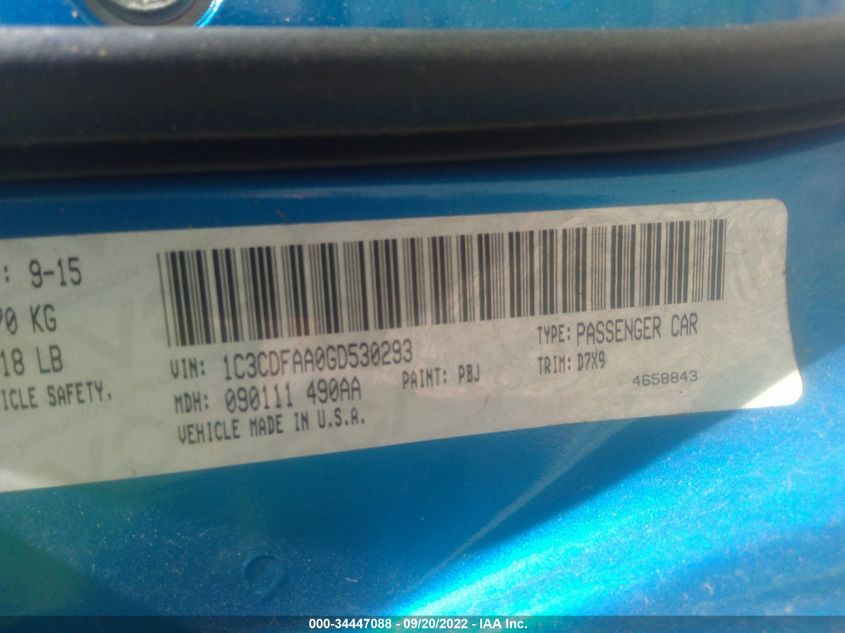 : 9-15
70 KG
18 LB
ICLE SAFETY,
VIN: 1C3CDFAA0GD530293
TYPE: PASSENGER CAR
MDH: 090111 490AA
PAINT: PBJ
TRIM: D7X9
VEHICLE MADE IN U.S.A.
4658843
000-34447088 - 09/20/2022 - IAA Inc.